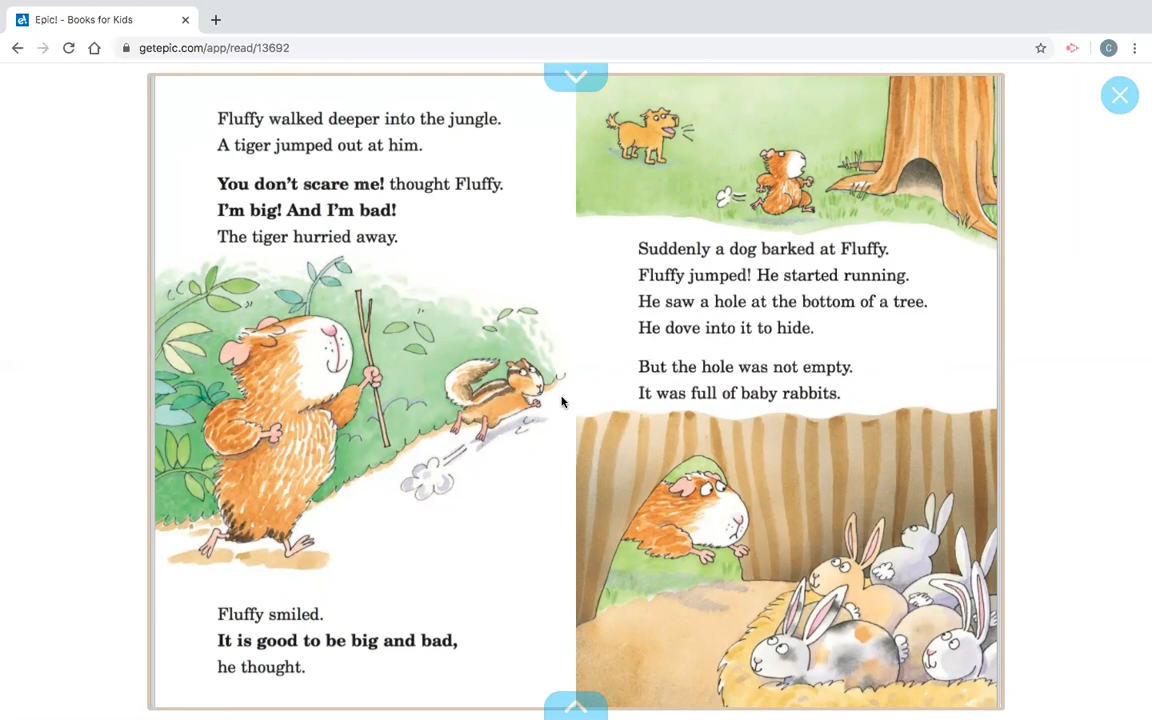 Epic! - Books for Kids
getepic.com/app/read/13692
C
Fluffy walked deeper into the jungle.
A tiger jumped out at him.
You don't scare me! thought Fluffy.
I'm big! And I'm bad!
The tiger hurried away.
Fluffy smiled.
It is good to be big and bad,
he thought.
Suddenly a dog barked at Fluffy.
Fluffy jumped! He started running.
He saw a hole at the bottom of a tree.
He dove into it to hide.
But the hole was not empty.
It was full of baby rabbits.